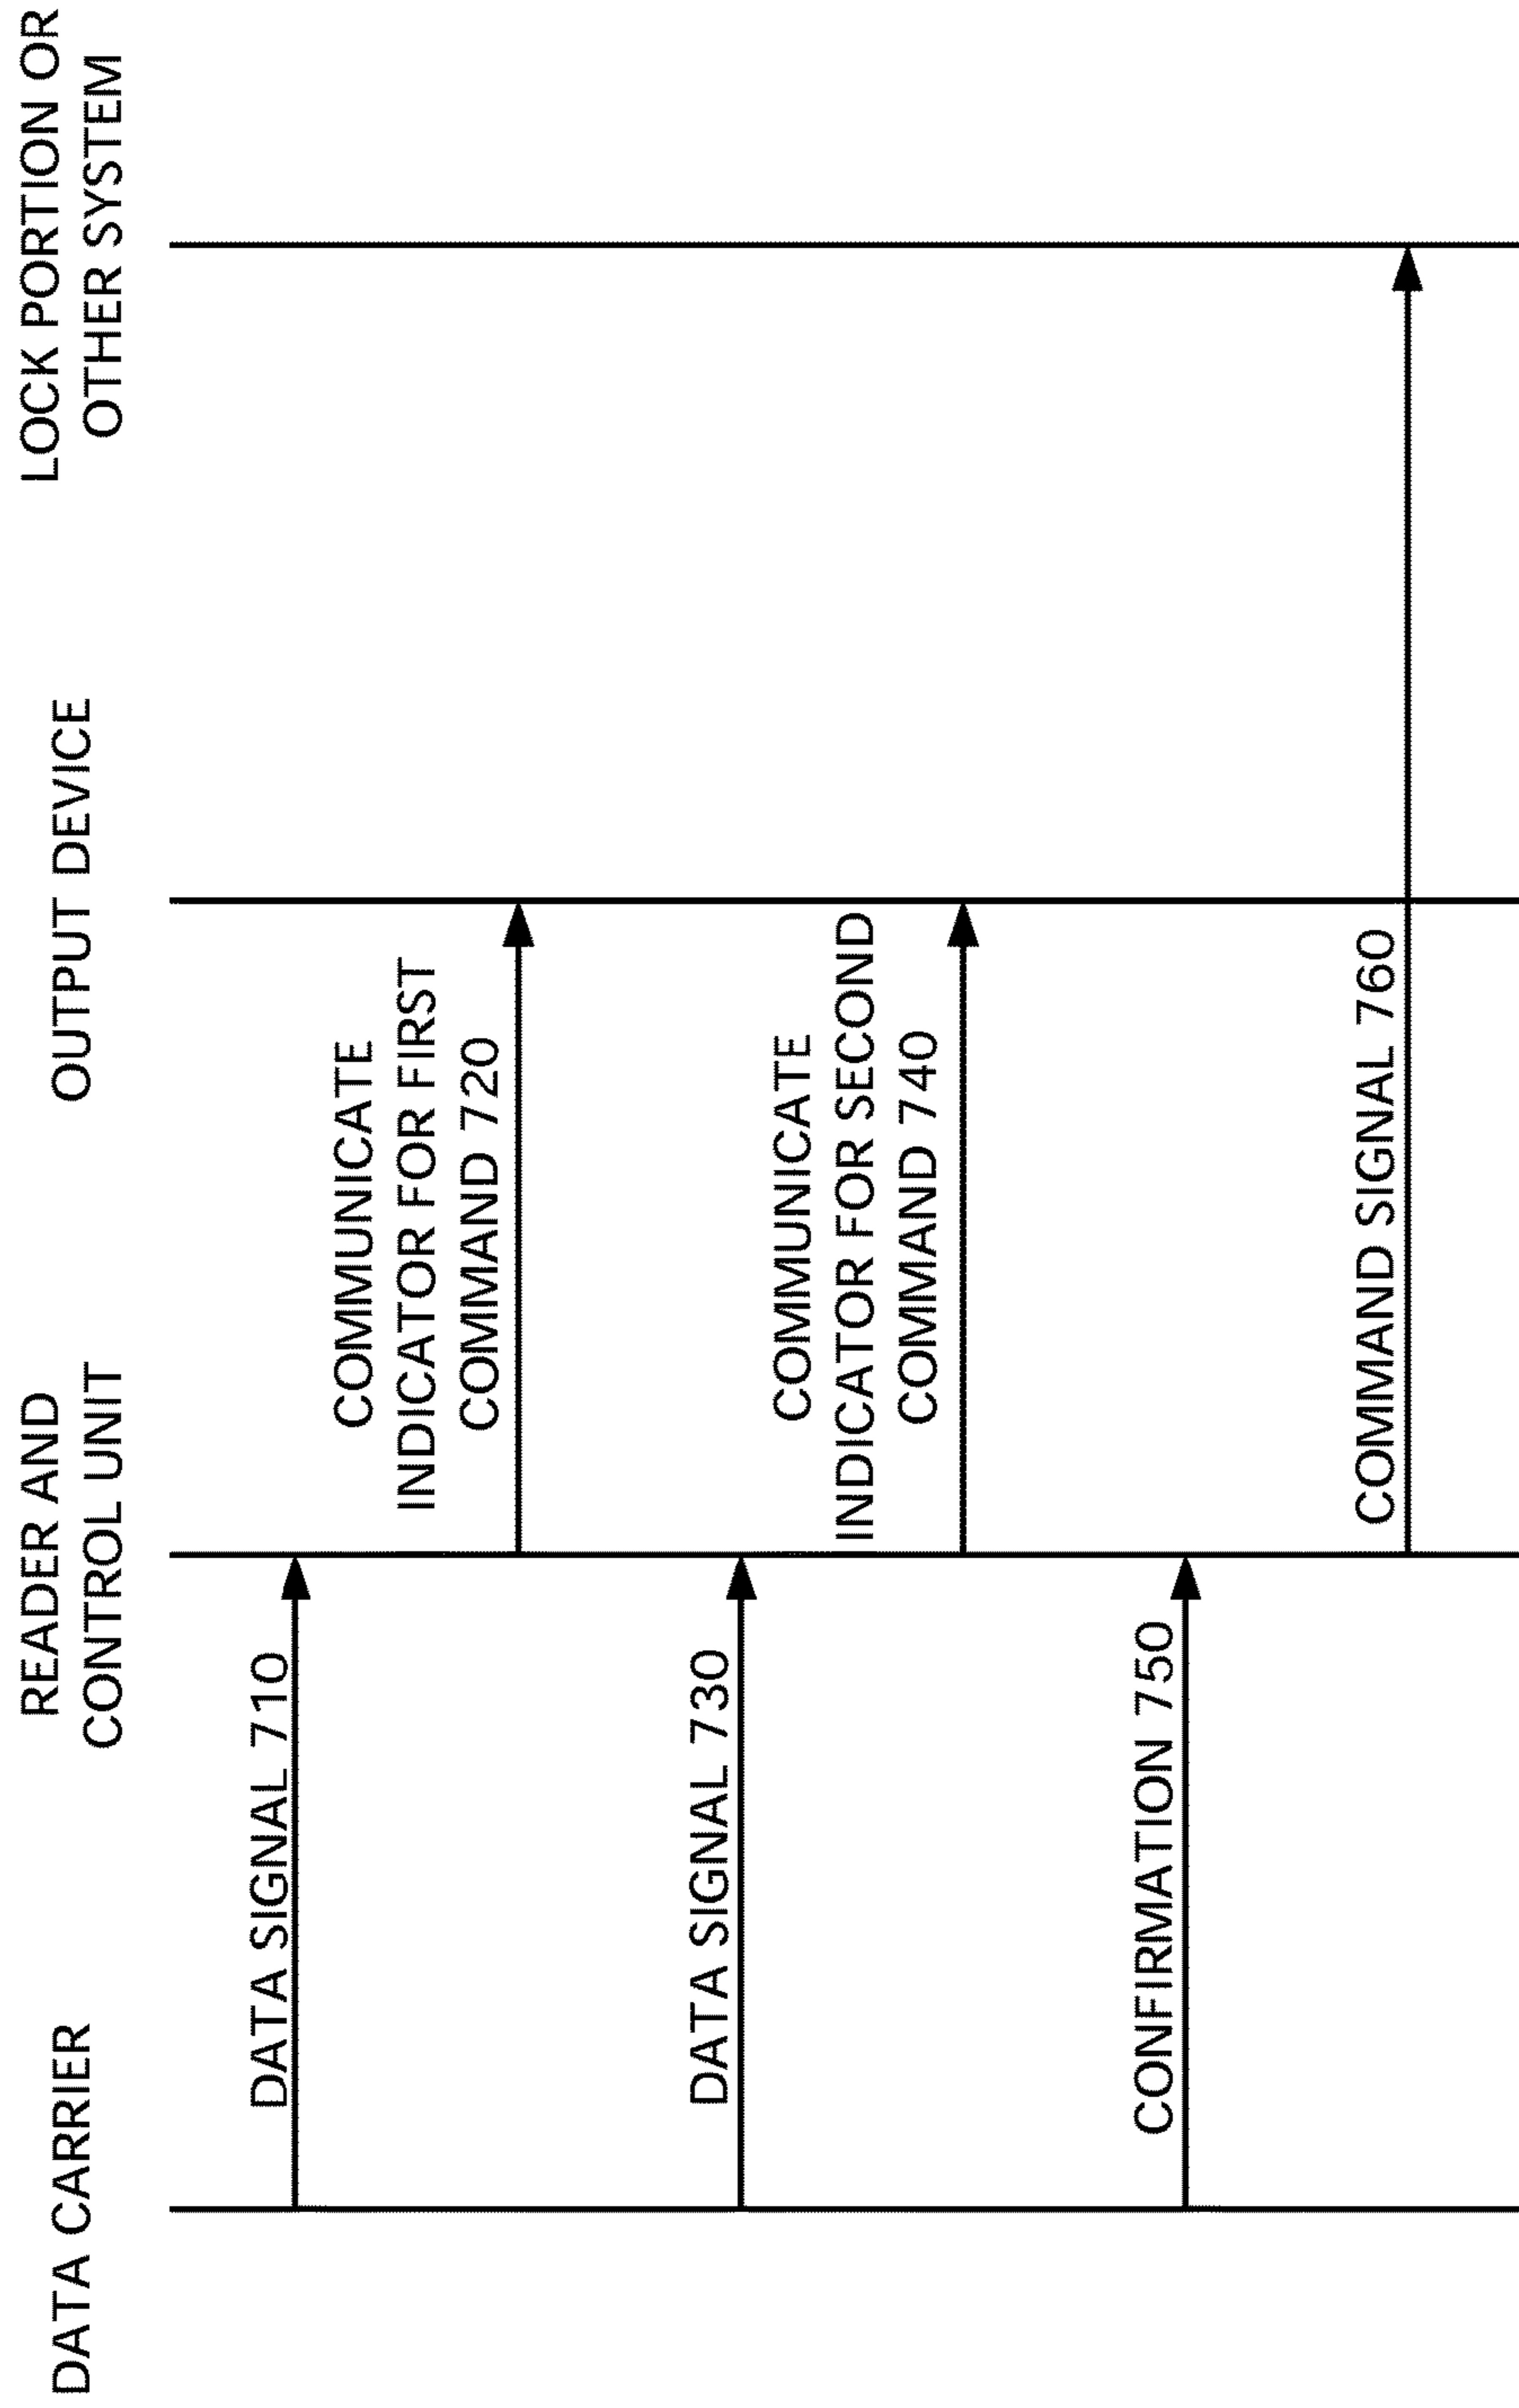 DATA CARRIER
READER AND
CONTROL UNIT
OUTPUT DEVICE
LOCK PORTION OR
OTHER SYSTEM
DATA SIGNAL 710
COMMUNICATE
INDICATOR FOR FIRST
COMMAND 720
DATA SIGNAL 730
COMMUNICATE
INDICATOR FOR SECOND
COMMAND 740
CONFIRMATION 750
COMMAND SIGNAL 760